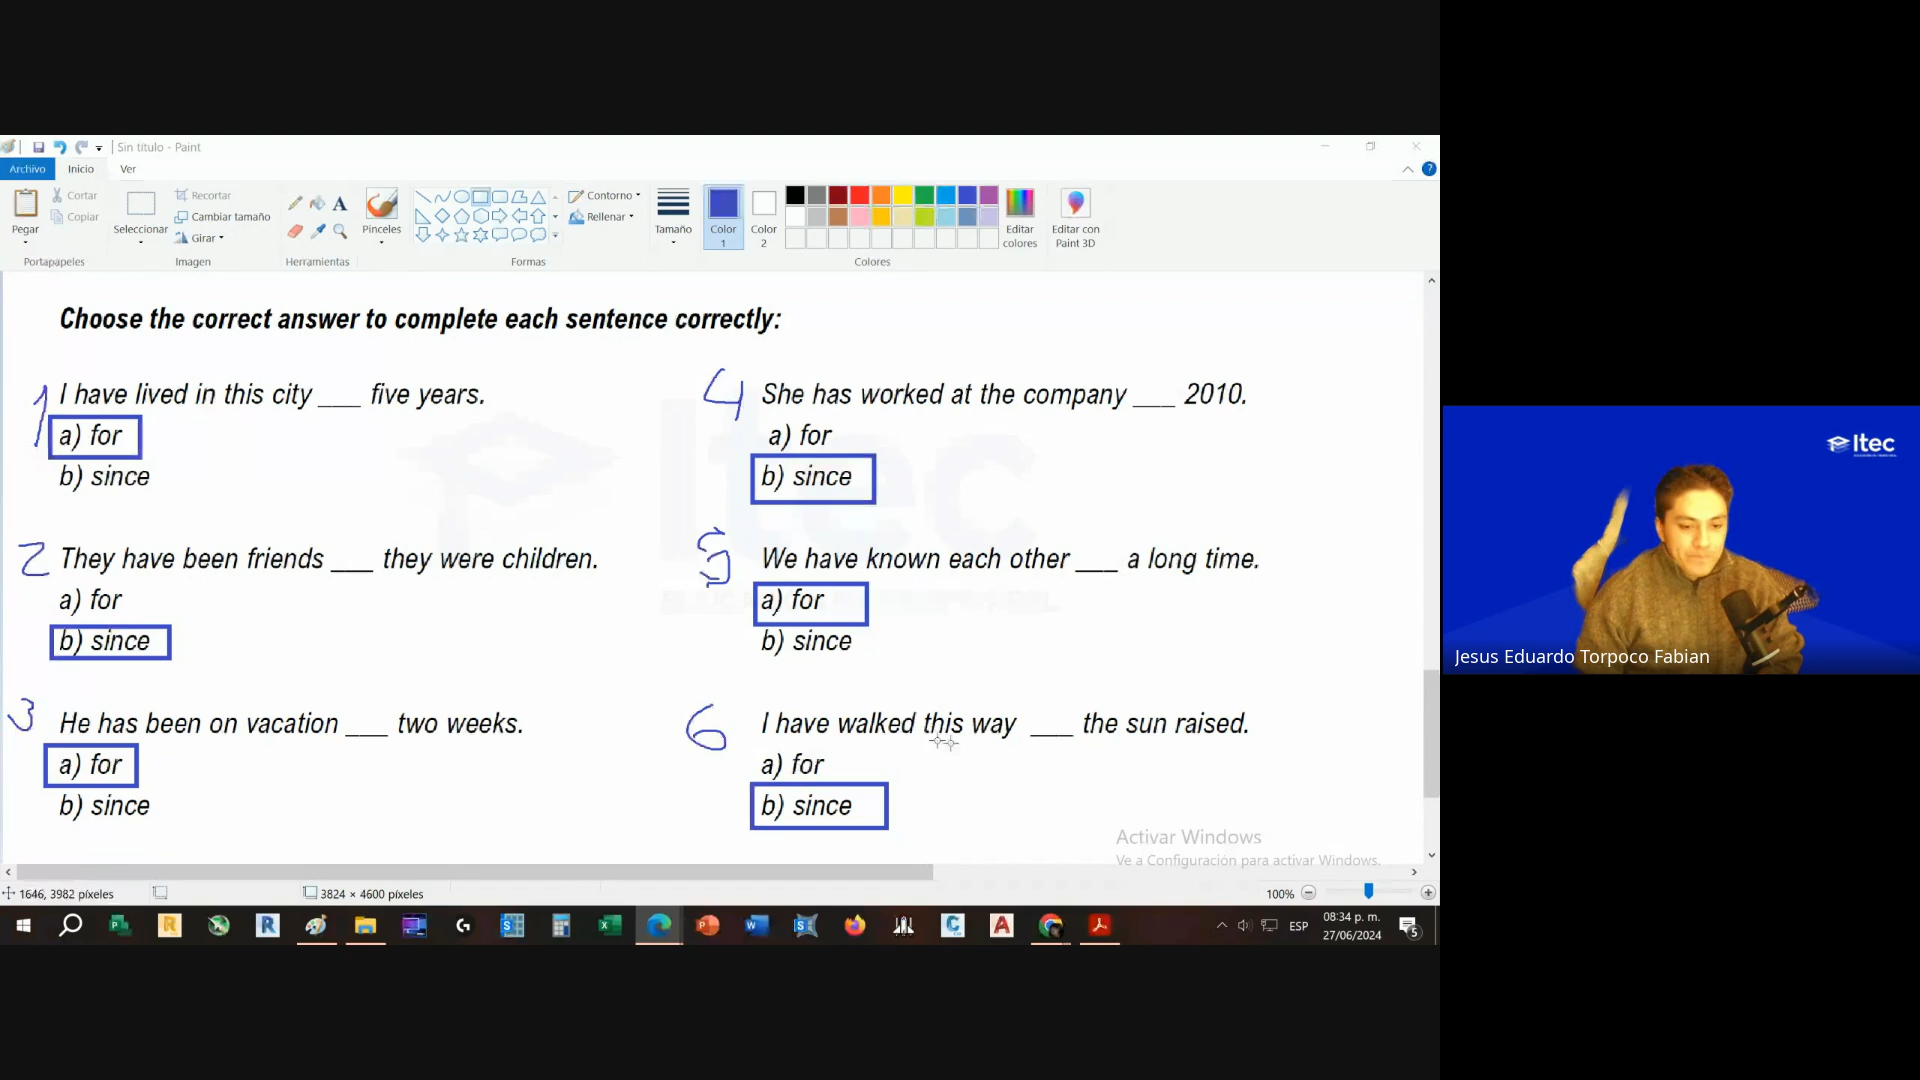 Sin título - Paint
Archivo Inicio Ver
Pegar
Cortar
Copiar
Portapapeles
Seleccionar
Recortar
Cambiar tamaño
Girar
Imagen
A
Herramientas
Pinceles
Contorno
Rellenar
Formas
Tamaño
Color 1
Color 2
Editar colores
Editar con Paint 3D
Colores
Choose the correct answer to complete each sentence correctly:
1 I have lived in this city ___ five years.
a) for
b) since
2 They have been friends ___ they were children.
a) for
b) since
3 He has been on vacation ___ two weeks.
a) for
b) since
4 She has worked at the company ___ 2010.
a) for
b) since
5 We have known each other ___ a long time.
a) for
b) since
6 I have walked this way ___ the sun raised.
a) for
b) since
Itec
Activar Windows
Ve a Configuración para activar Windows.
1646, 3982 píxeles
3824 × 4600 píxeles
100%
ESP
08:34 p. m.
27/06/2024
5
Itec
Jesus Eduardo Torpoco Fabian